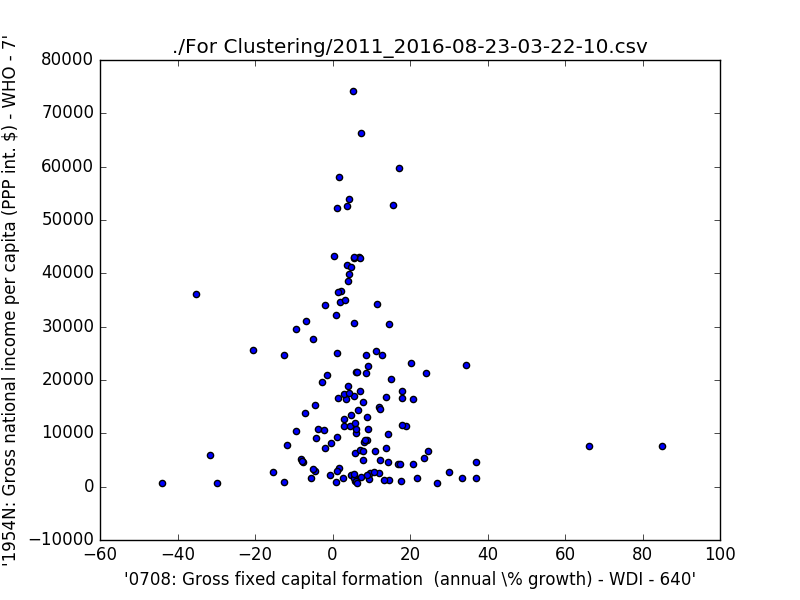 ./For Clustering/2011_2016-08-23-03-22-10.csv
'1954N: Gross national income per capita (PPP int. $) - WHO - 7'
80000
70000
60000
50000
40000
30000
20000
10000
0
−10000
−60 −40 −20 0 20 40 60 80 100
'0708: Gross fixed capital formation  (annual \% growth) - WDI - 640'